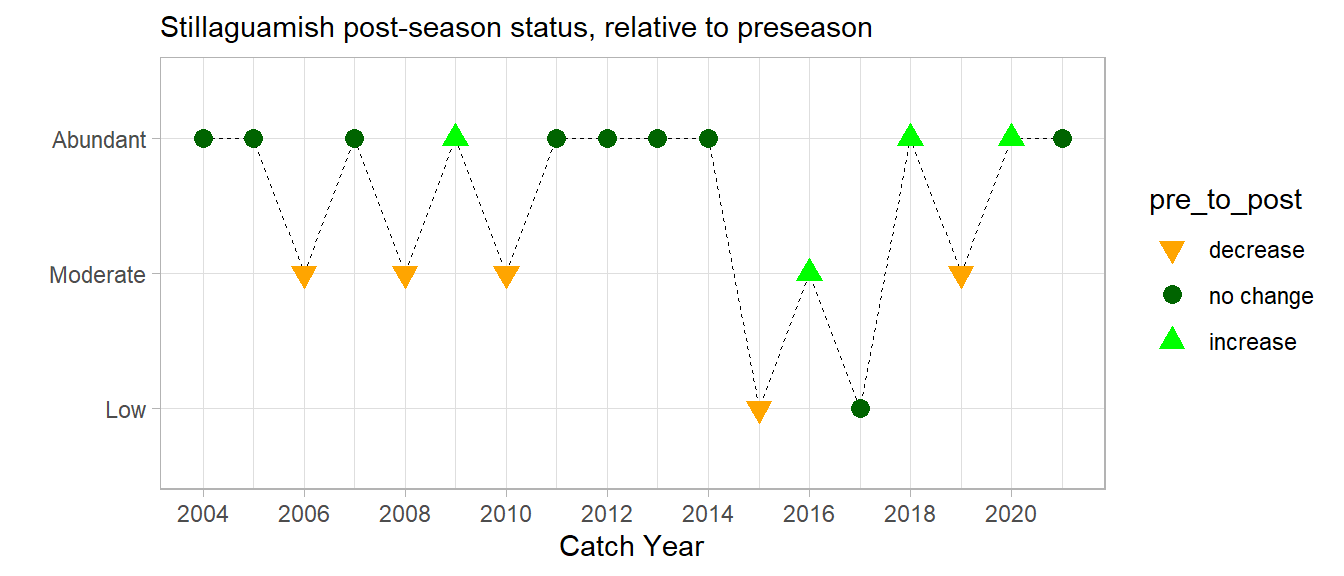 Stillaguamish post-season status, relative to preseason
Abundant
Moderate
Low
2004 2006 2008 2010 2012 2014 2016 2018 2020
Catch Year
pre_to_post
decrease
no change
increase